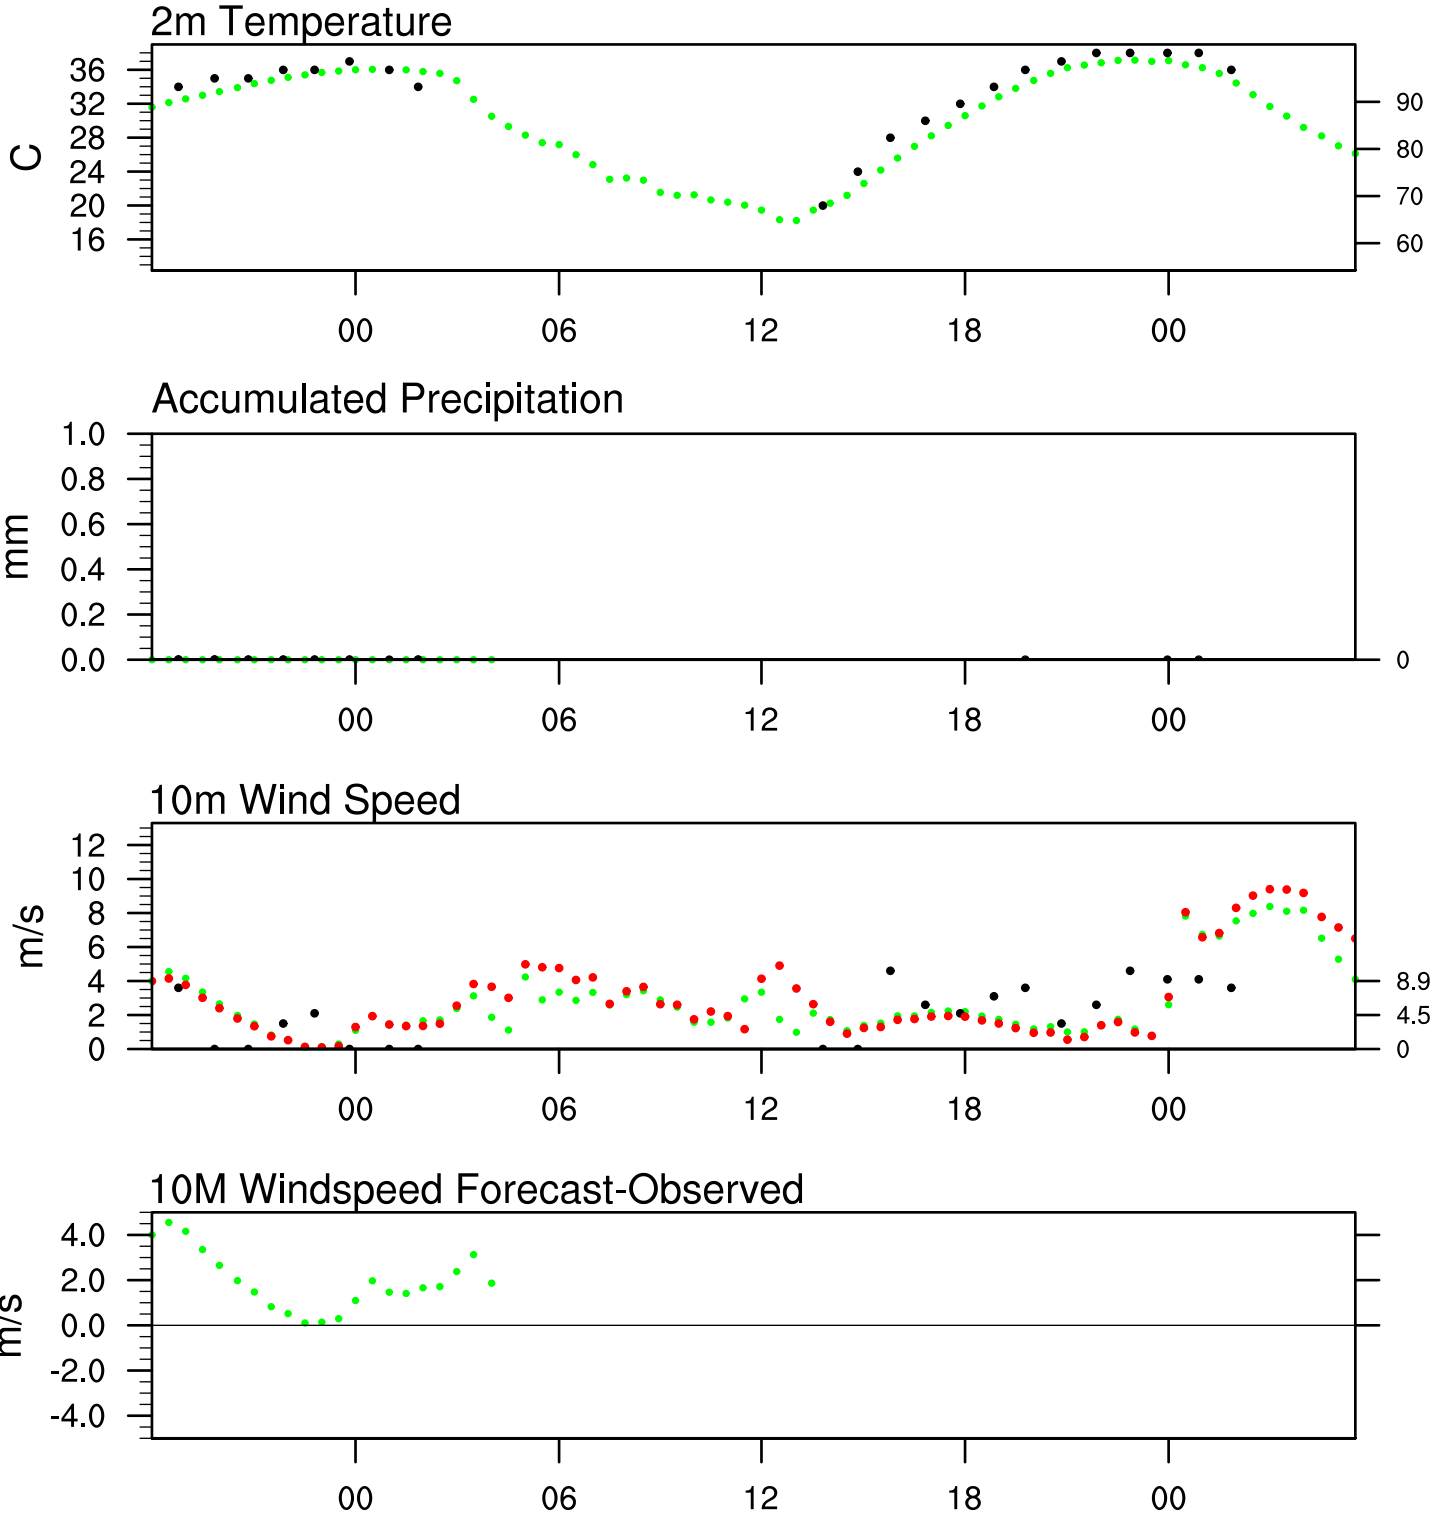 2m Temperature
36
32
28
24
20
16
C
90
80
70
60
00 06 12 18 00
Accumulated Precipitation
1.0
0.8
0.6
0.4
0.2
0.0
mm
0
00 06 12 18 00
10m Wind Speed
12
10
8
6
4
2
0
m/s
8.9
4.5
0
00 06 12 18 00
10M Windspeed Forecast-Observed
4.0
2.0
0.0
-2.0
-4.0
m/s
00 06 12 18 00